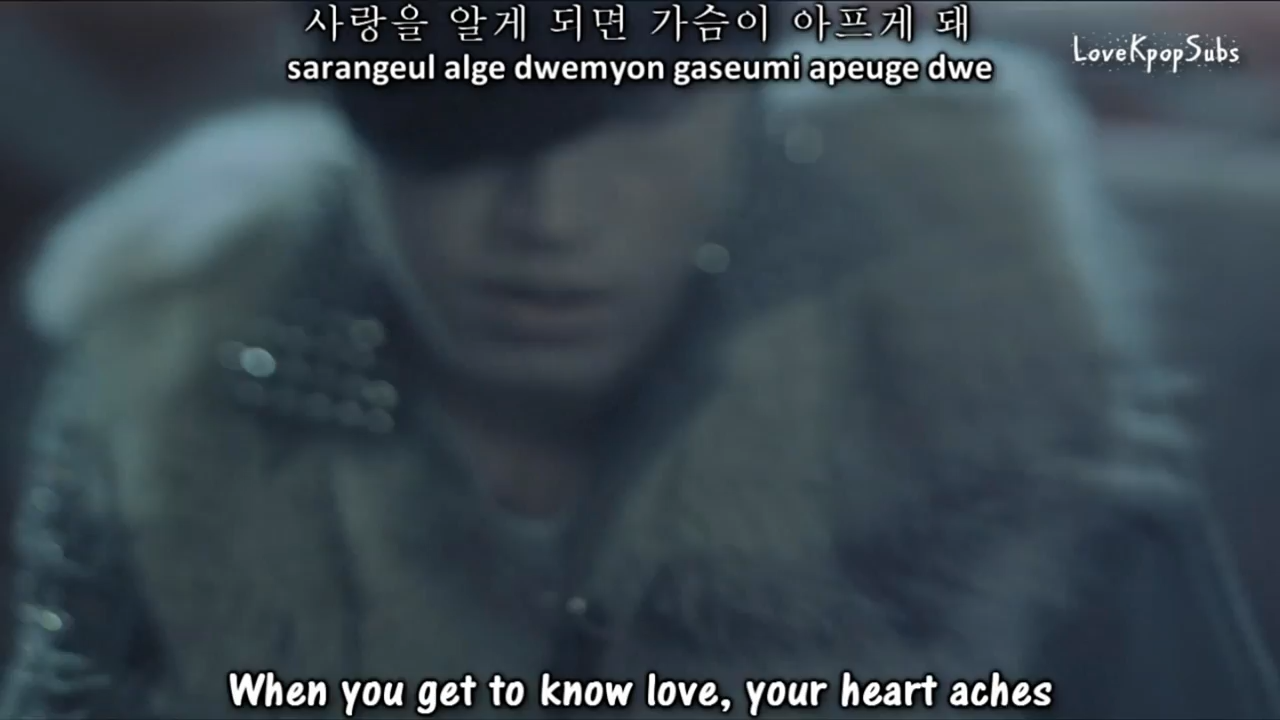 사랑을 알게 되면 가슴이 아프게 돼
sarangeul alge dwemyon gaseumi apeuge dwe
LoveKpopSubs
When you get to know love, your heart aches